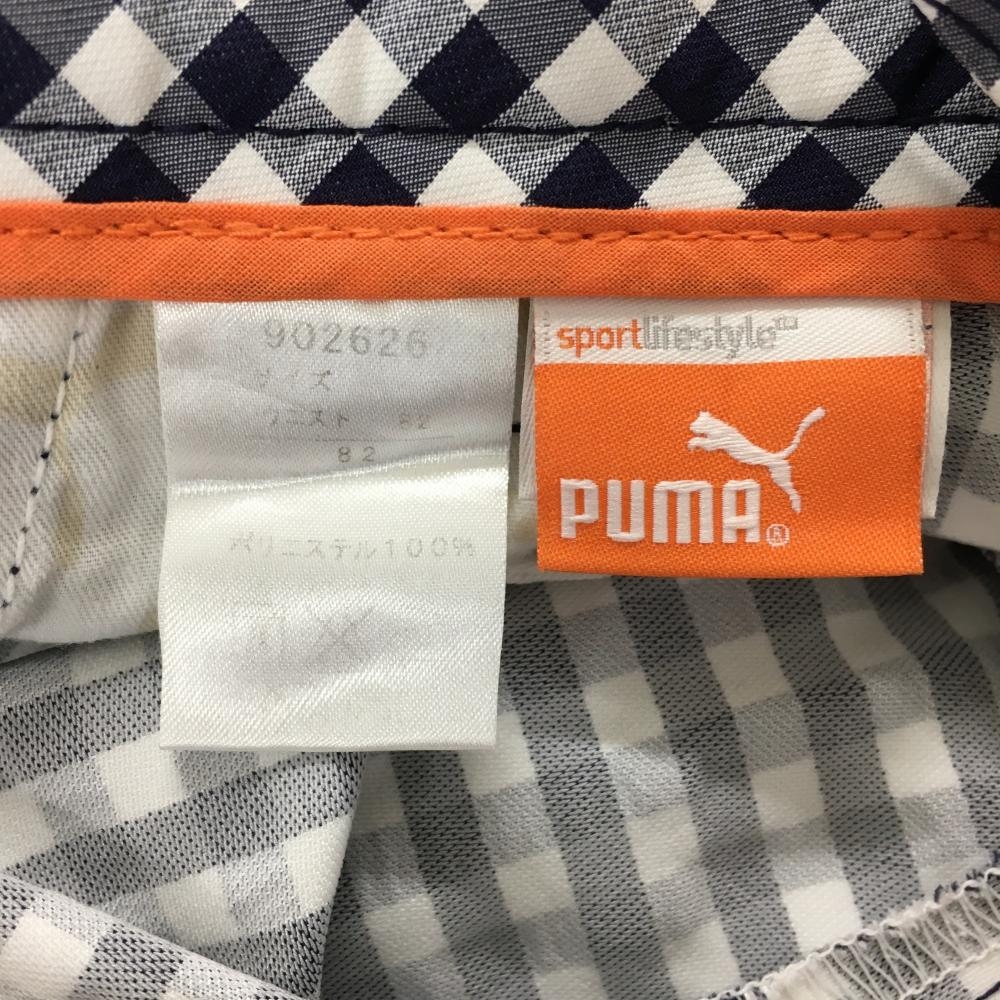 902626
サイズ
ウエスト 82
82
ポリエステル100%
sportlifestyle™
PUMA®